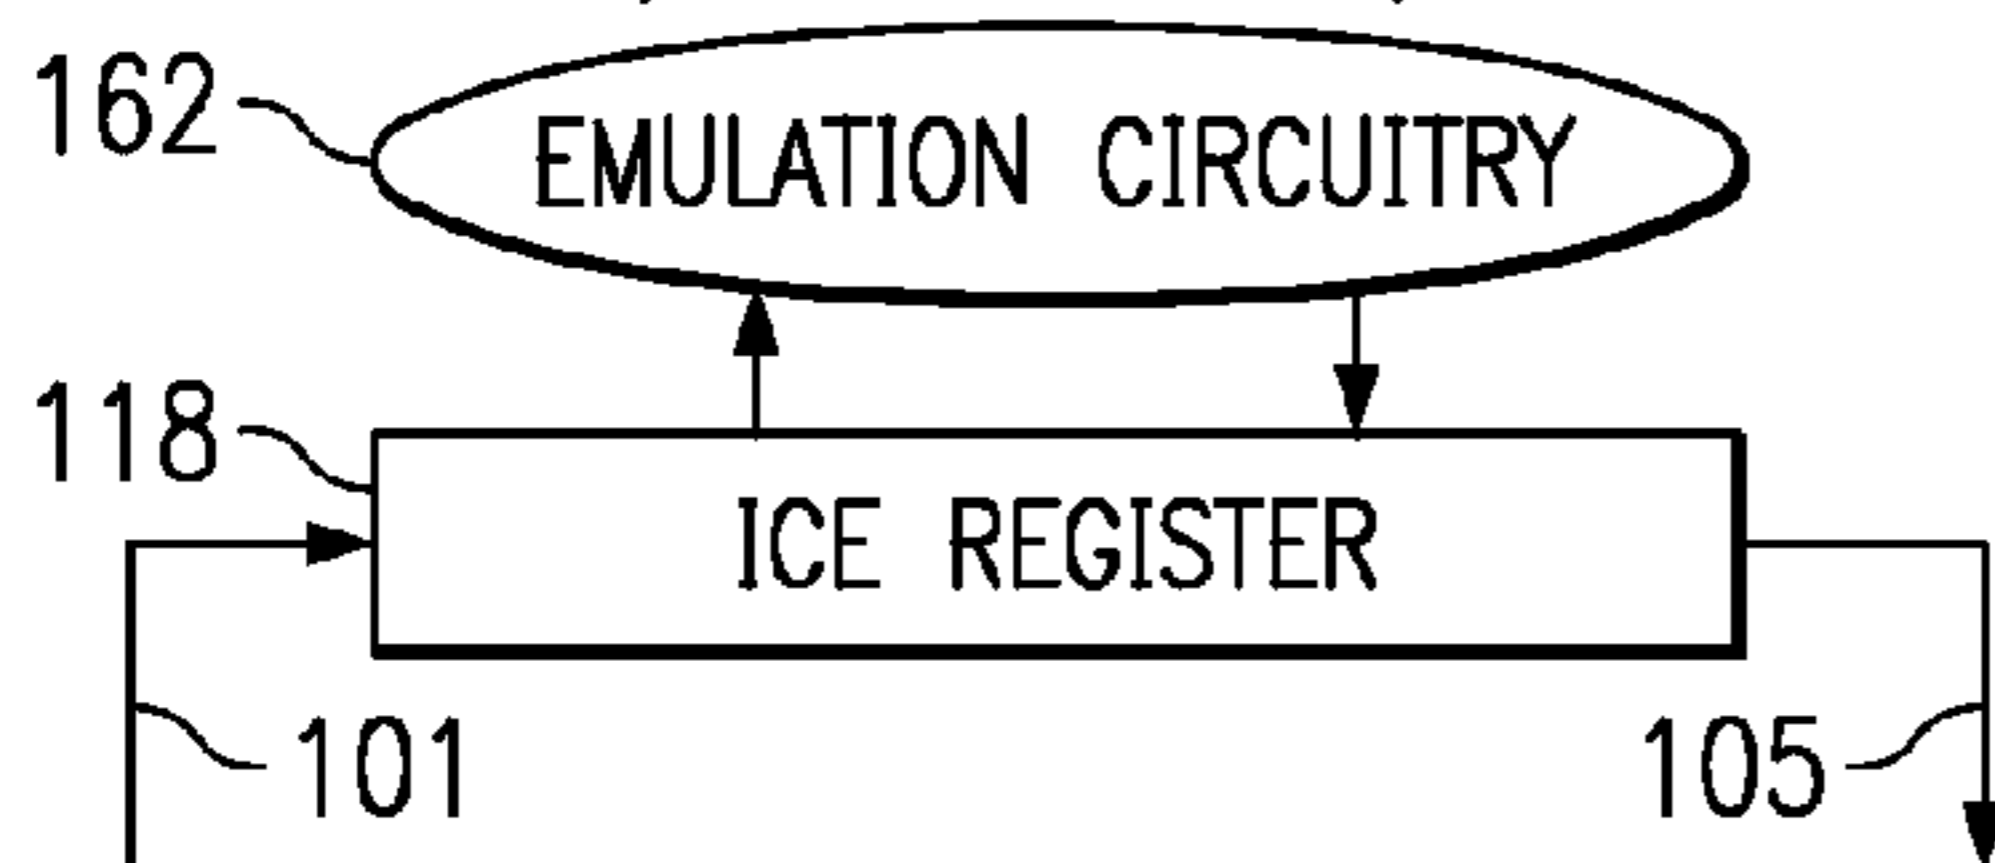 162
EMULATION CIRCUITRY
118
ICE REGISTER
101
105